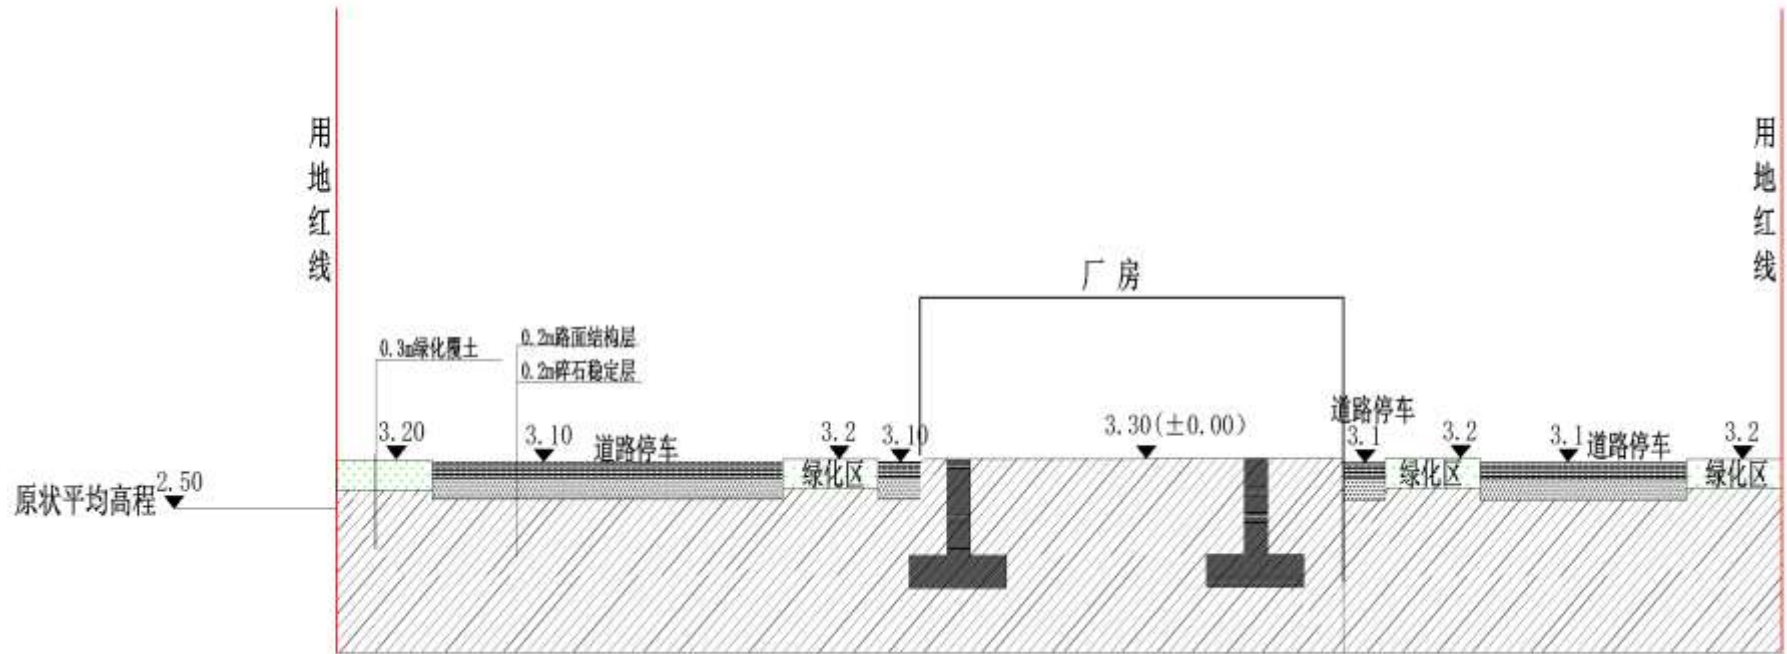 用地红线
用地红线
厂 房
0.3m绿化覆土
0.2m路面结构层
0.2m碎石稳定层
3.20
3.10
道路停车
3.2
3.10
3.30(±0.00)
道路停车
3.1
3.2
3.1
道路停车
3.2
绿化区
绿化区
绿化区
原状平均高程
2.50